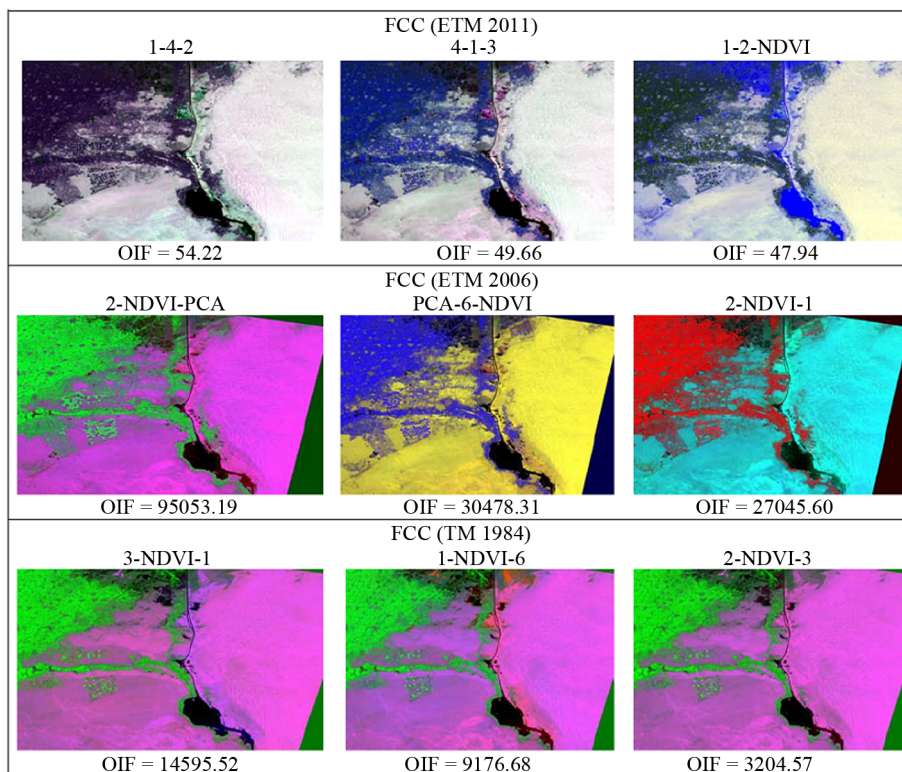 FCC (ETM 2011)
1-4-2 4-1-3 1-2-NDVI
OIF = 54.22 OIF = 49.66 OIF = 47.94
FCC (ETM 2006)
2-NDVI-PCA PCA-6-NDVI 2-NDVI-1
OIF = 95053.19 OIF = 30478.31 OIF = 27045.60
FCC (TM 1984)
3-NDVI-1 1-NDVI-6 2-NDVI-3
OIF = 14595.52 OIF = 9176.68 OIF = 3204.57